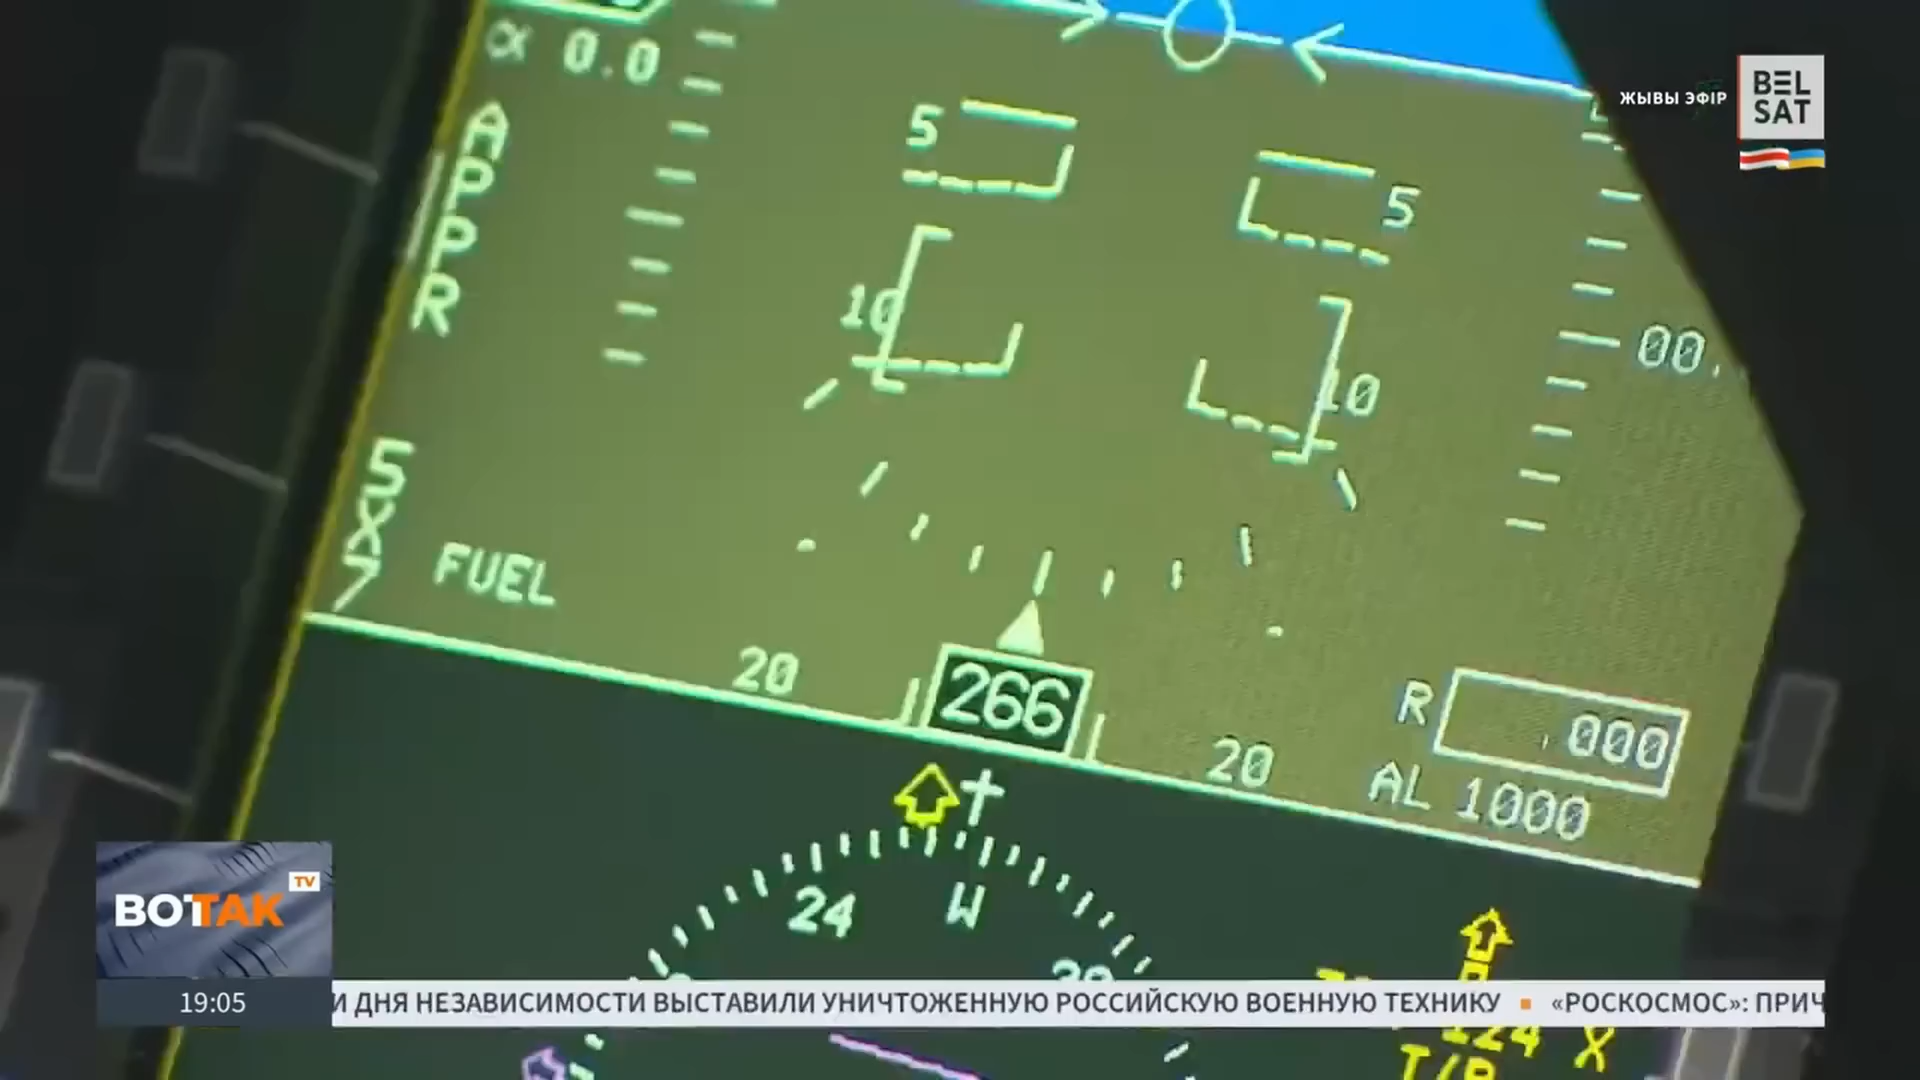 α 0.0
ЖЫВЫ ЭФІР
BEL
SAT
5
5
A
P
P
R
10
10
00.
5
X
7
FUEL
20
266
20
R
000
AL 1000
24
W
124 X
T/R
TV
ВОТТАК
19:05
И ДНЯ НЕЗАВИСИМОСТИ ВЫСТАВИЛИ УНИЧТОЖЕННУЮ РОССИЙСКУЮ ВОЕННУЮ ТЕХНИКУ ▪ «РОСКОСМОС»: ПРИЧ